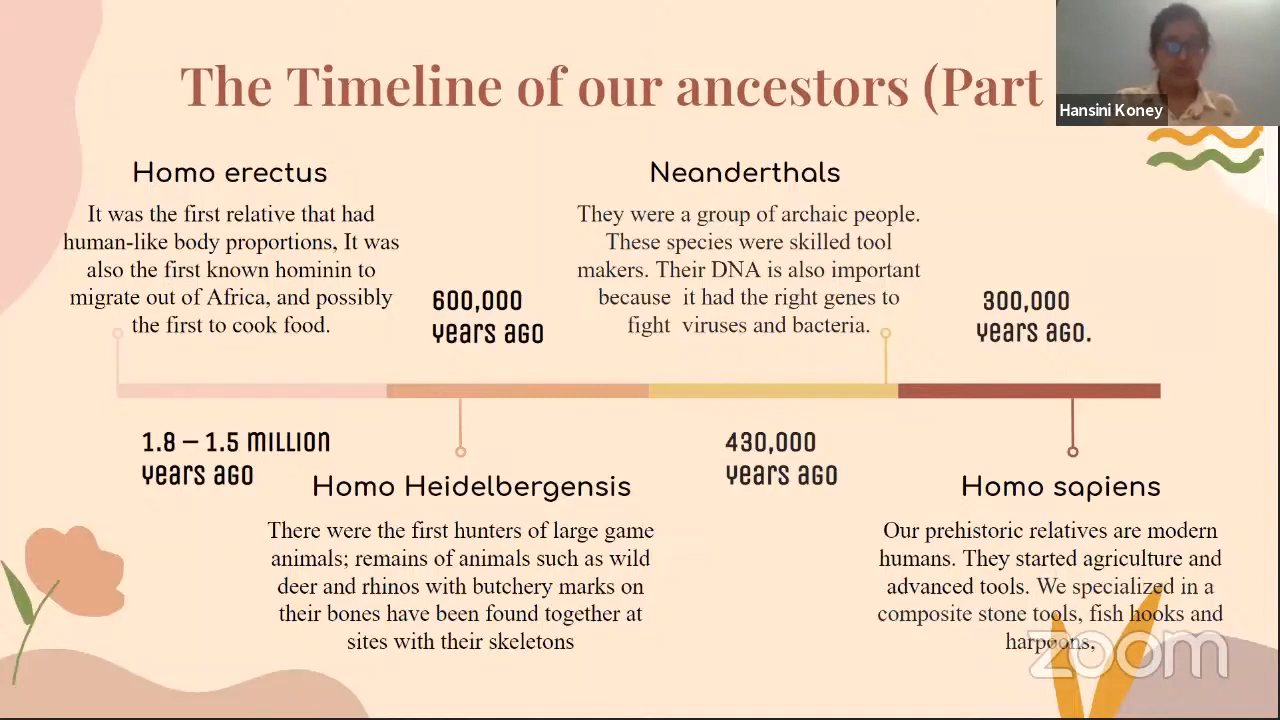 The Timeline of our ancestors (Part
Hansini Koney
Homo erectus
It was the first relative that had
human-like body proportions, It was
also the first known hominin to
migrate out of Africa, and possibly
the first to cook food.
1.8 – 1.5 million
years ago
600,000
years ago
Homo Heidelbergensis
There were the first hunters of large game
animals; remains of animals such as wild
deer and rhinos with butchery marks on
their bones have been found together at
sites with their skeletons
Neanderthals
They were a group of archaic people.
These species were skilled tool
makers. Their DNA is also important
because it had the right genes to
fight viruses and bacteria.
430,000
years ago
300,000
years ago.
Homo sapiens
Our prehistoric relatives are modern
humans. They started agriculture and
advanced tools. We specialized in a
composite stone tools, fish hooks and
harpoons,
zoom